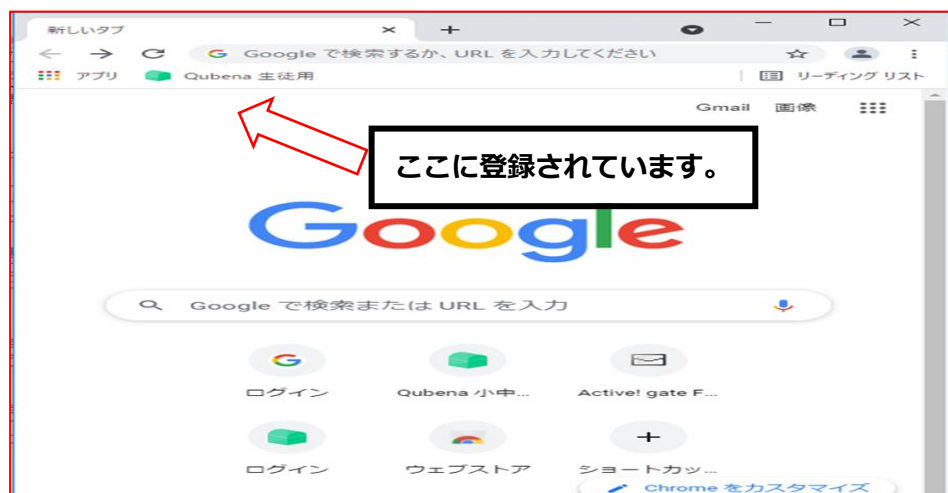 新しいタブ
Google で検索するか、URL を入力してください
アプリ Qubena 生徒用 リーディング リスト
Gmail 画像
ここに登録されています。
Google
Google で検索または URL を入力
ログイン Qubena 小中... Active! gate F...
ログイン ウェブストア ショートカッ...
Chrome をカスタマイズ